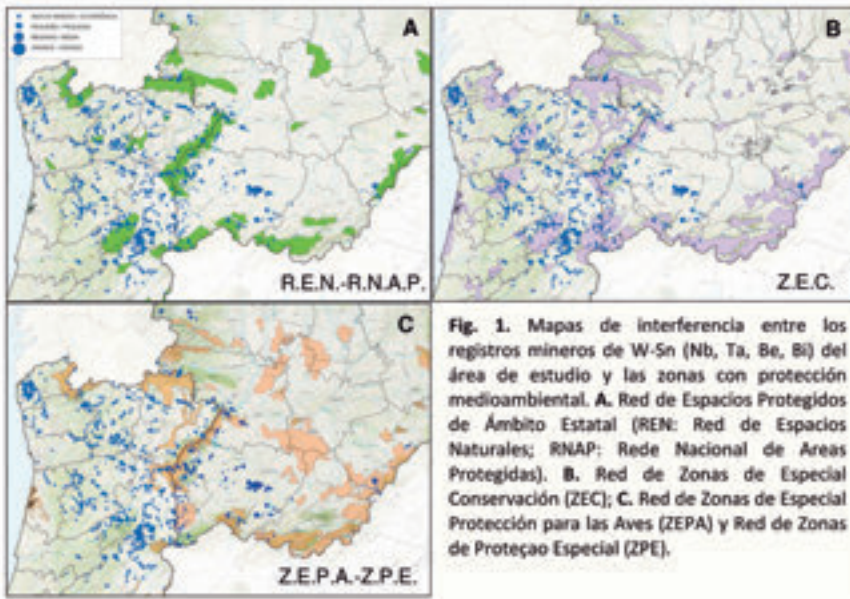 A
R.E.N.-R.N.A.P.
B
Z.E.C.
C
Z.E.P.A.-Z.P.E.
Fig. 1. Mapas de interferencia entre los
registros mineros de W-Sn (Nb, Ta, Be, Bi) del
área de estudio y las zonas con protección
medioambiental. A. Red de Espacios Protegidos
de Ámbito Estatal (REN: Red de Espacios
Naturales; RNAP: Rede Nacional de Areas
Protegidas). B. Red de Zonas de Especial
Conservación (ZEC); C. Red de Zonas de Especial
Protección para las Aves (ZEPA) y Red de Zonas
de Proteçao Especial (ZPE).